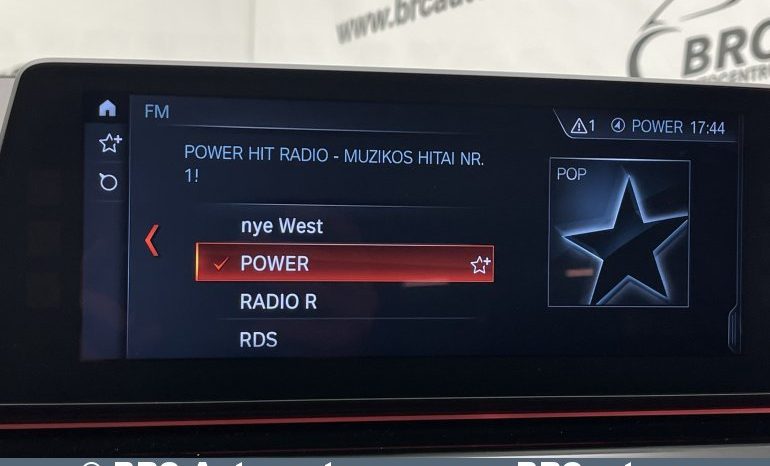 www.brcau
BRC
FM
1 POWER 17:44
POWER HIT RADIO - MUZIKOS HITAI NR.
1!
POP
nye West
POWER
RADIO R
RDS